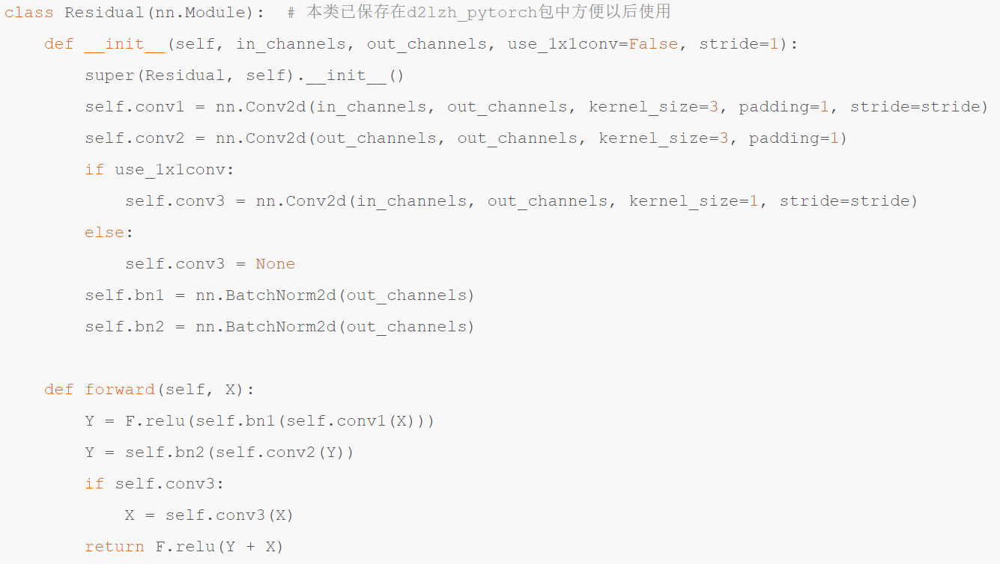 class Residual(nn.Module):  # 本类已保存在d2lzh_pytorch包中方便以后使用
    def __init__(self, in_channels, out_channels, use_1x1conv=False, stride=1):
        super(Residual, self).__init__()
        self.conv1 = nn.Conv2d(in_channels, out_channels, kernel_size=3, padding=1, stride=stride)
        self.conv2 = nn.Conv2d(out_channels, out_channels, kernel_size=3, padding=1)
        if use_1x1conv:
            self.conv3 = nn.Conv2d(in_channels, out_channels, kernel_size=1, stride=stride)
        else:
            self.conv3 = None
        self.bn1 = nn.BatchNorm2d(out_channels)
        self.bn2 = nn.BatchNorm2d(out_channels)

    def forward(self, X):
        Y = F.relu(self.bn1(self.conv1(X)))
        Y = self.bn2(self.conv2(Y))
        if self.conv3:
            X = self.conv3(X)
        return F.relu(Y + X)